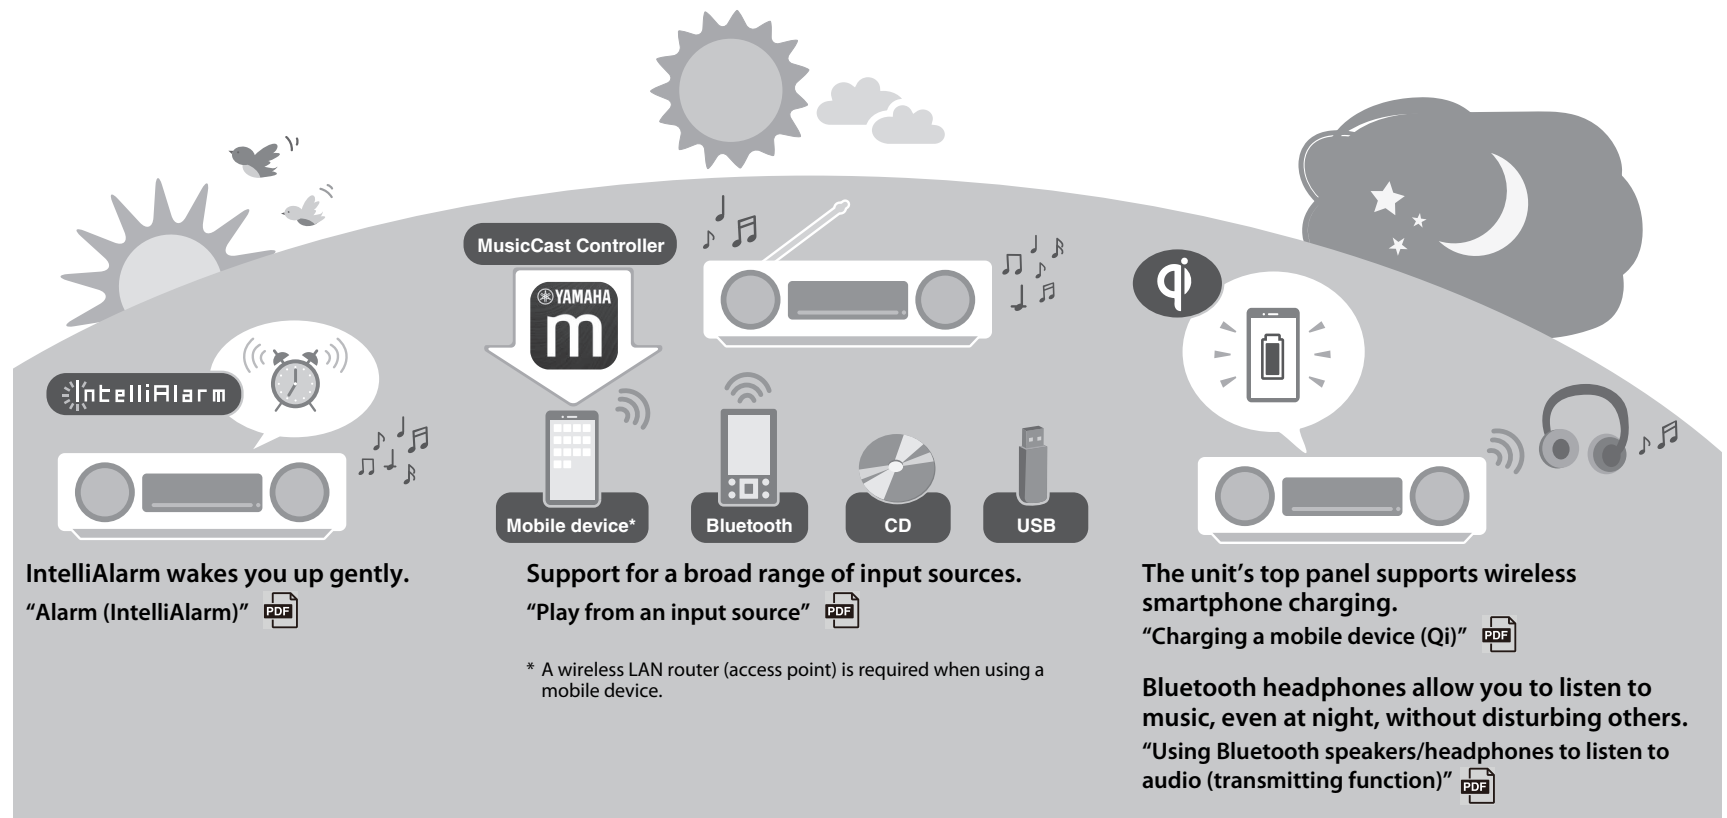 IntelliAlarm
IntelliAlarm wakes you up gently.
“Alarm (IntelliAlarm)” PDF
MusicCast Controller
YAMAHA
m
Mobile device*
Bluetooth
CD
USB
Support for a broad range of input sources.
“Play from an input source” PDF
* A wireless LAN router (access point) is required when using a
mobile device.
qi
The unit’s top panel supports wireless
smartphone charging.
“Charging a mobile device (Qi)” PDF
Bluetooth headphones allow you to listen to
music, even at night, without disturbing others.
“Using Bluetooth speakers/headphones to listen to
audio (transmitting function)” PDF